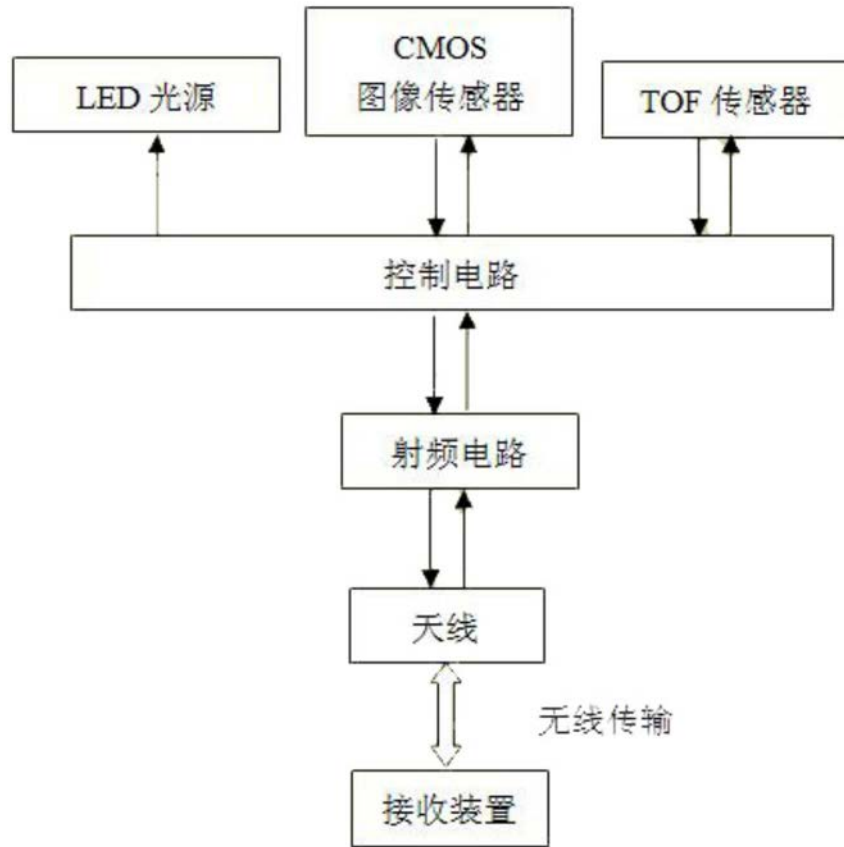 CMOS
图像传感器
LED 光源
TOF 传感器
控制电路
射频电路
天线
无线传输
接收装置